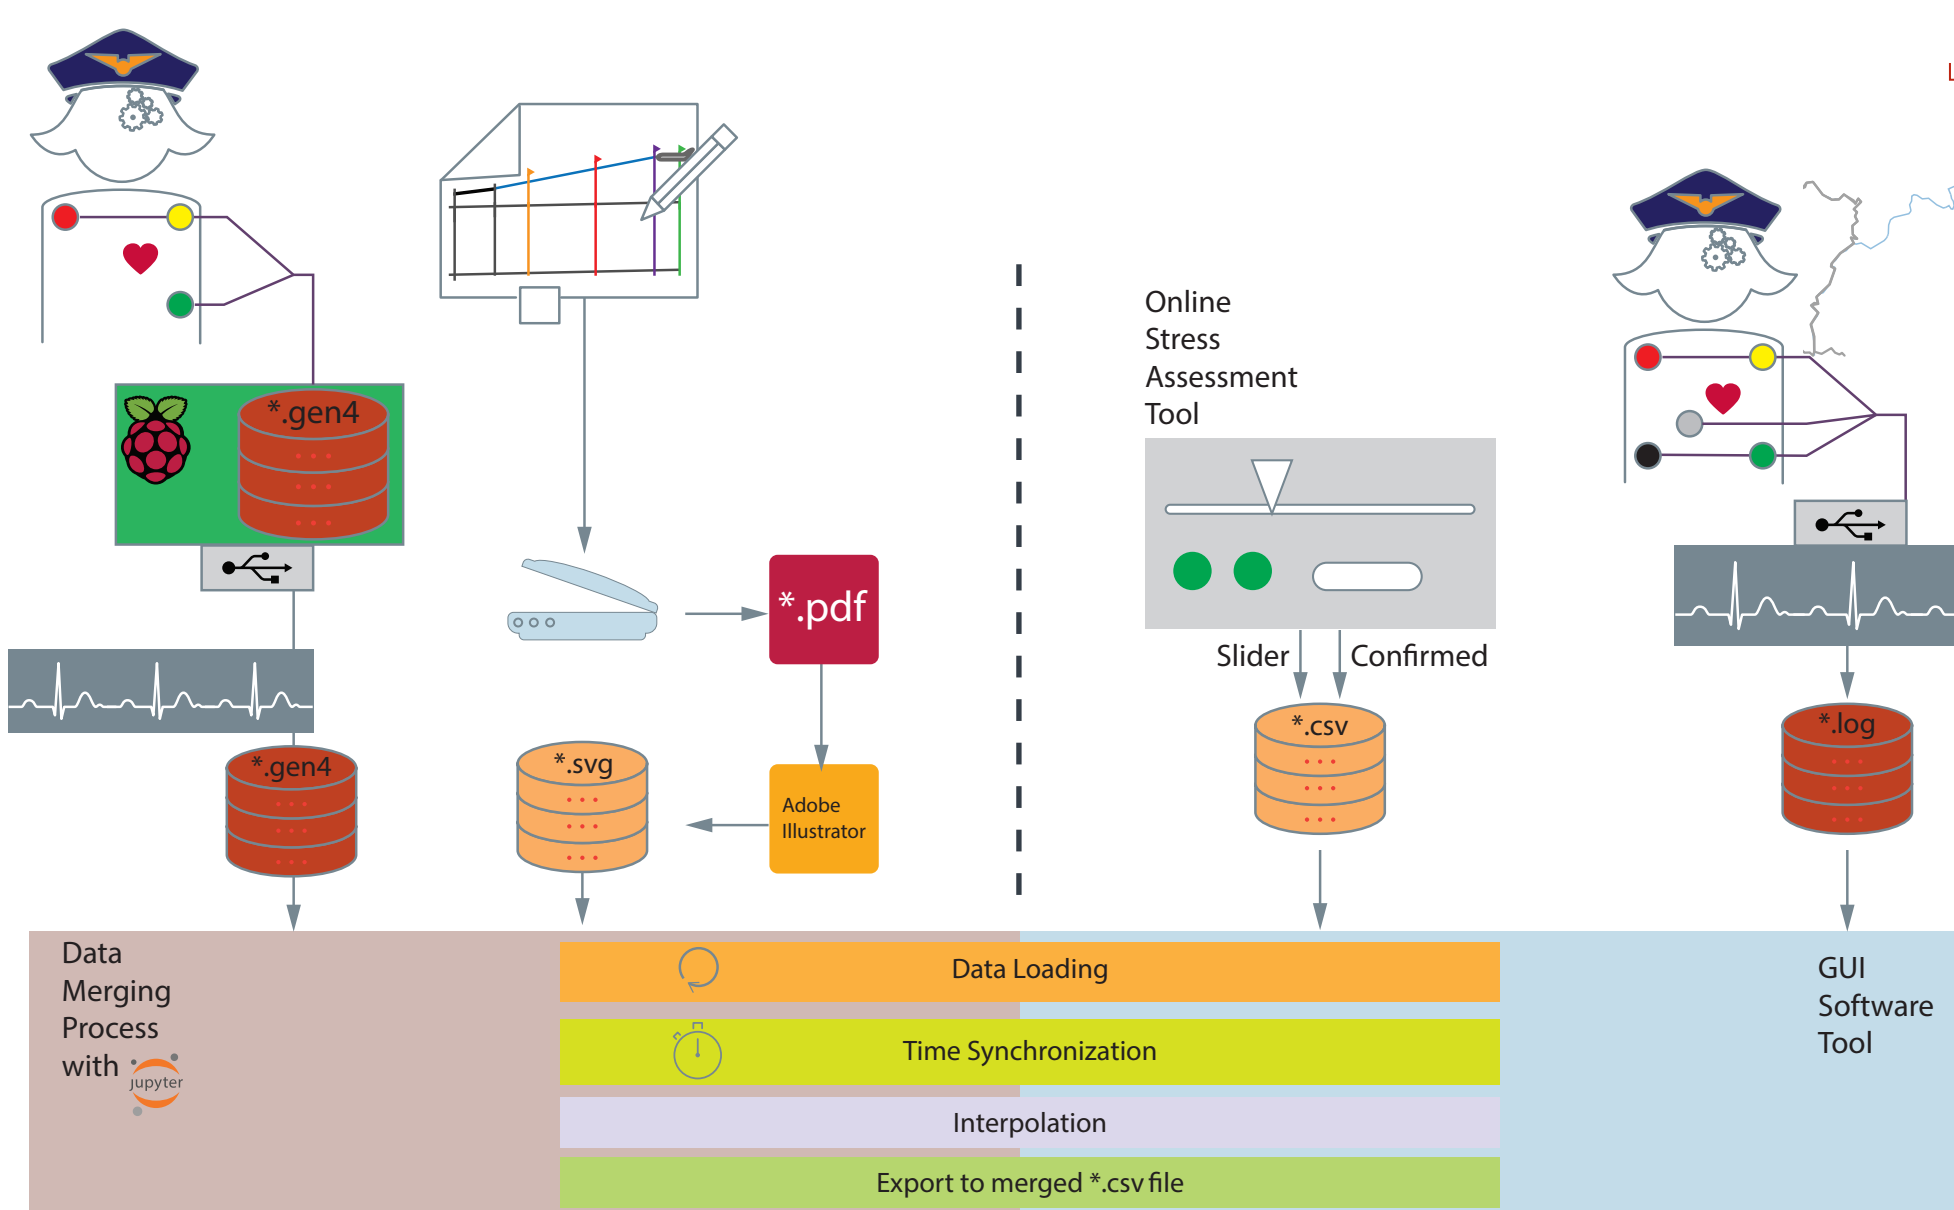 L
*.gen4
*.pdf
*.gen4
*.svg
Adobe
Illustrator
Online
Stress
Assessment
Tool
Slider
Confirmed
*.csv
*.log
Data
Merging
Process
with
jupyter
Data Loading
Time Synchronization
Interpolation
Export to merged *.csv file
GUI
Software
Tool